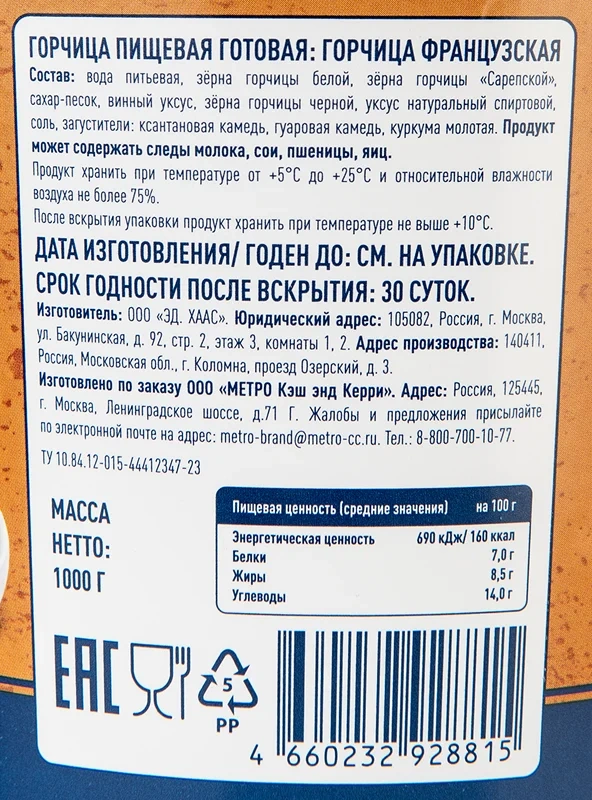 ГОРЧИЦА ПИЩЕВАЯ ГОТОВАЯ: ГОРЧИЦА ФРАНЦУЗСКАЯ
Состав: вода питьевая, зёрна горчицы белой, зёрна горчицы «Сарепской»,
сахар-песок, винный уксус, зёрна горчицы черной, уксус натуральный спиртовой,
соль, загустители: ксантановая камедь, гуаровая камедь, куркума молотая. Продукт
может содержать следы молока, сои, пшеницы, яиц.
Продукт хранить при температуре от +5°С до +25°С и относительной влажности
воздуха не более 75%.
После вскрытия упаковки продукт хранить при температуре не выше +10°С.
ДАТА ИЗГОТОВЛЕНИЯ/ ГОДЕН ДО: СМ. НА УПАКОВКЕ.
СРОК ГОДНОСТИ ПОСЛЕ ВСКРЫТИЯ: 30 СУТОК.
Изготовитель: ООО «ЭД. ХААС». Юридический адрес: 105082, Россия, г. Москва,
ул. Бакунинская, д. 92, стр. 2, этаж 3, комнаты 1, 2. Адрес производства: 140411,
Россия, Московская обл., г. Коломна, проезд Озерский, д. 3.
Изготовлено по заказу ООО «МЕТРО Кэш энд Керри». Адрес: Россия, 125445,
г. Москва, Ленинградское шоссе, д.71 Г. Жалобы и предложения присылайте
по электронной почте на адрес: metro-brand@metro-cc.ru. Тел.: 8-800-700-10-77.
ТУ 10.84.12-015-44412347-23
МАССА
НЕТТО:
1000 Г
Пищевая ценность (средние значения) на 100 г
Энергетическая ценность 690 кДж/ 160 ккал
Белки 7,0 г
Жиры 8,5 г
Углеводы 14,0 г
EAC
5
PP
4 660232 928815